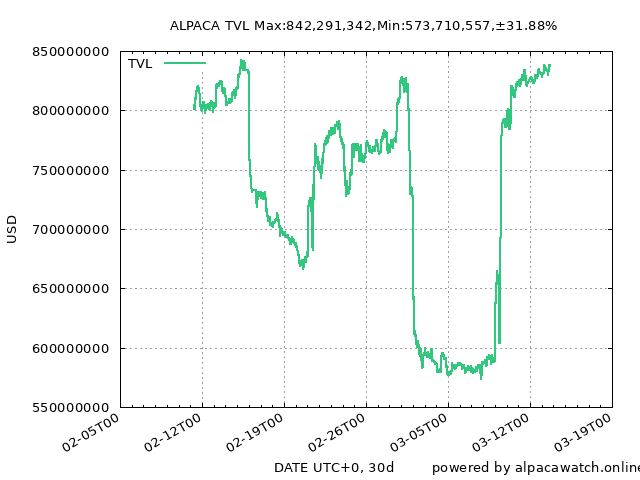 ALPACA TVL Max:842,291,342,Min:573,710,557,±31.88%
TVL
850000000
800000000
750000000
700000000
650000000
600000000
550000000
USD
02-05T00
02-12T00
02-19T00
02-26T00
03-05T00
03-12T00
03-19T00
DATE UTC+0, 30d
powered by alpacawatch.online